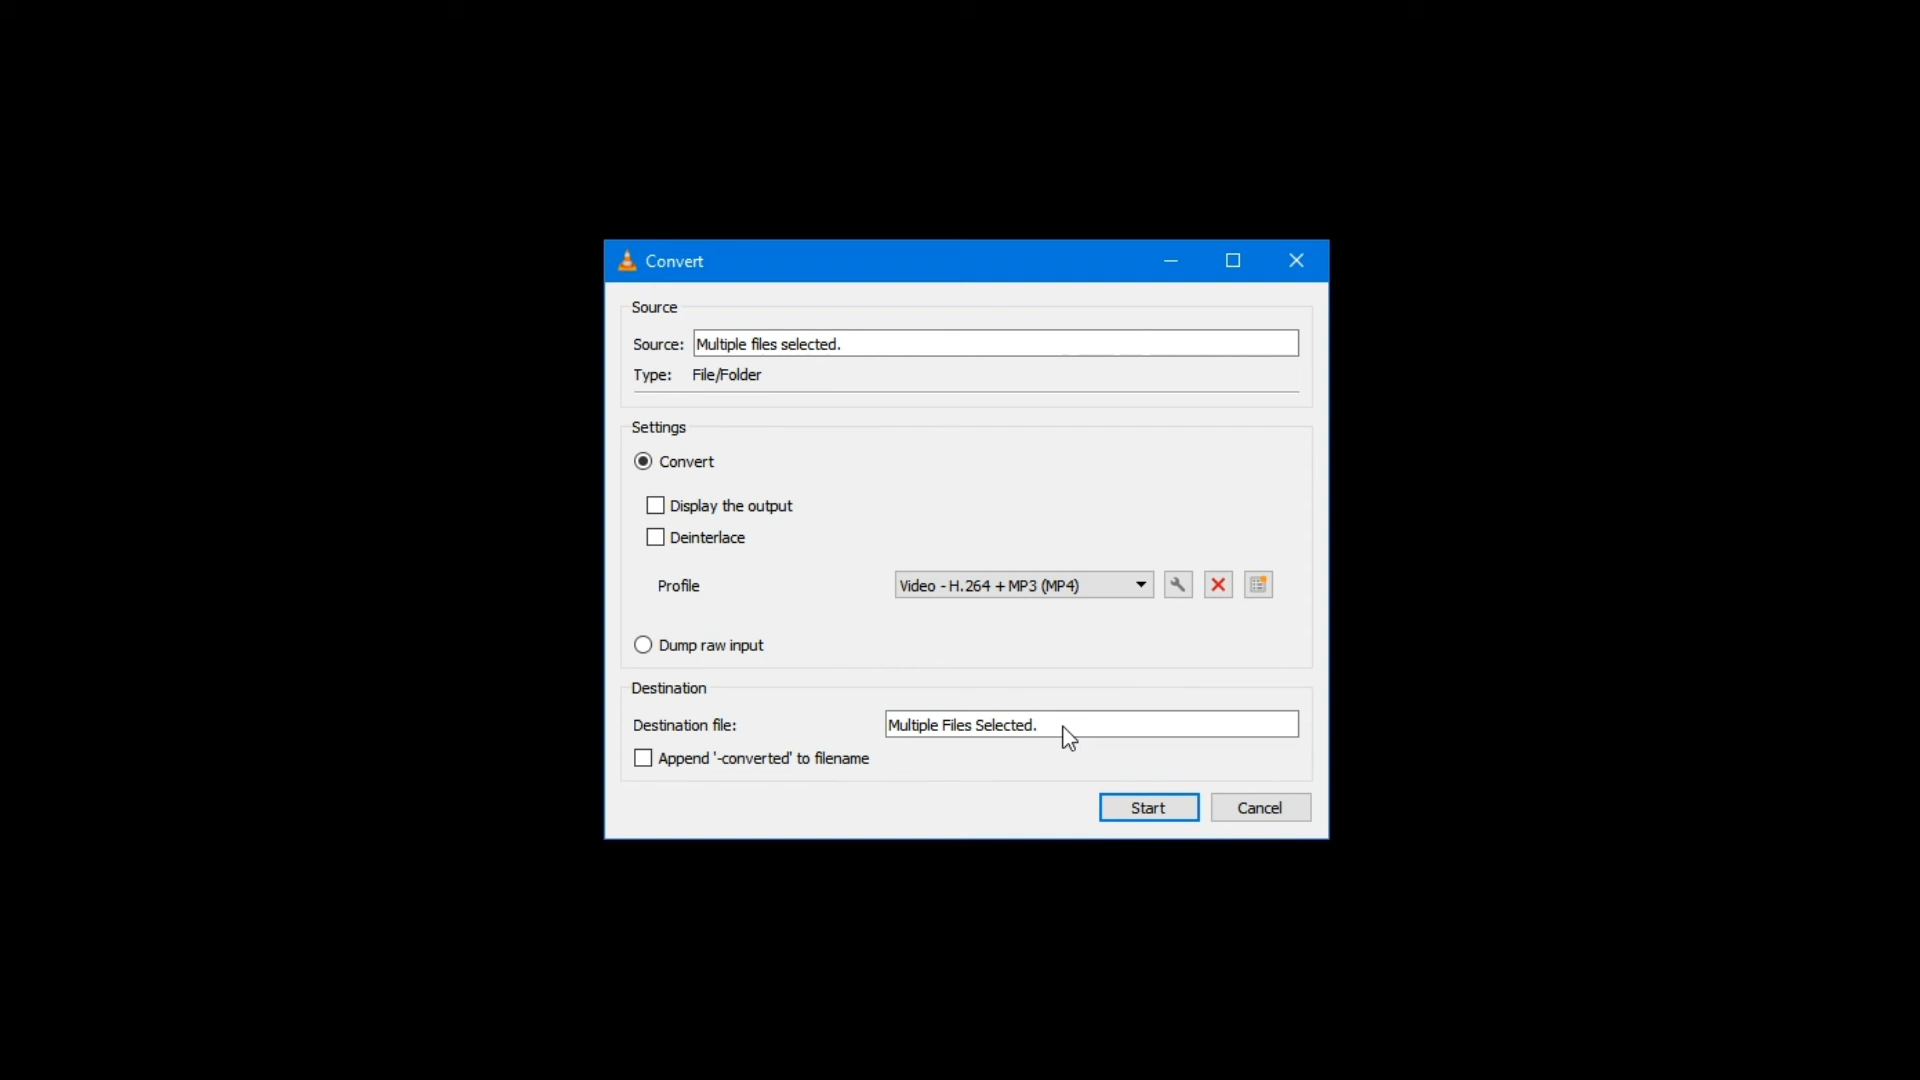 Convert
Source
Source: Multiple files selected.
Type: File/Folder
Settings
Convert
Display the output
Deinterlace
Profile Video - H.264 + MP3 (MP4)
Dump raw input
Destination
Destination file: Multiple Files Selected.
Append '-converted' to filename
Start Cancel